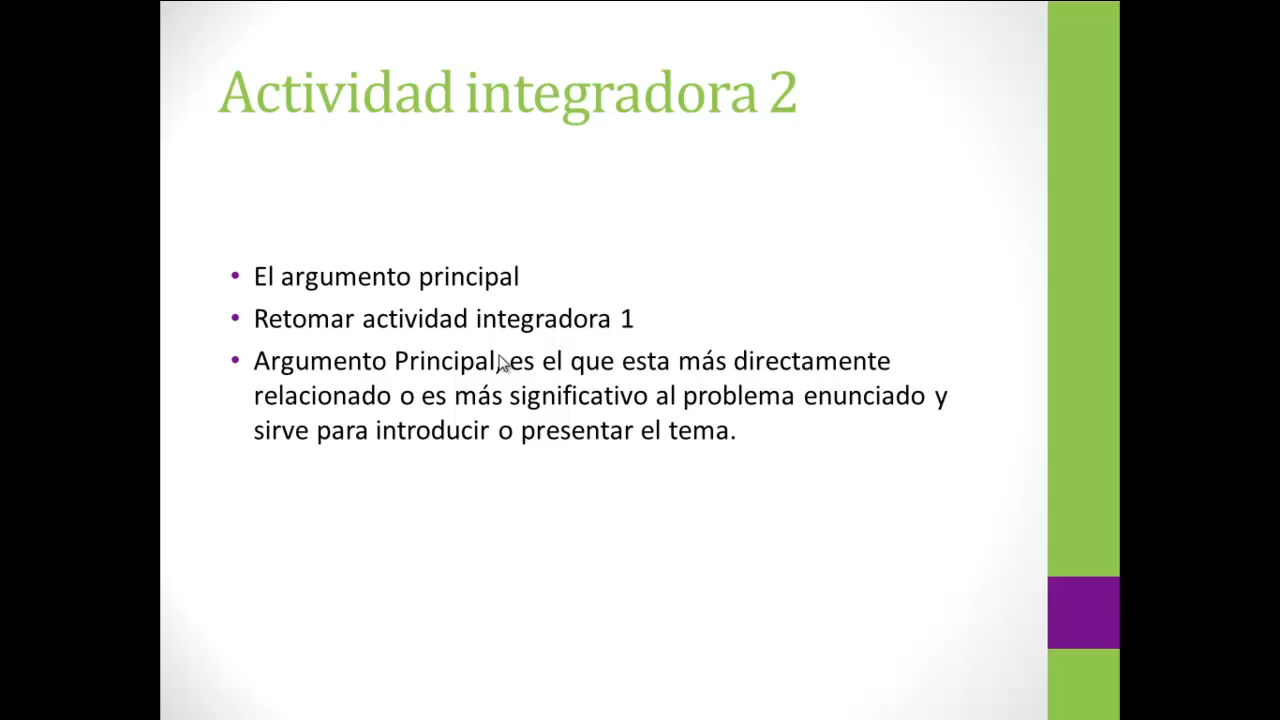 Actividad integradora 2
• El argumento principal
• Retomar actividad integradora 1
• Argumento Principal, es el que esta más directamente
relacionado o es más significativo al problema enunciado y
sirve para introducir o presentar el tema.